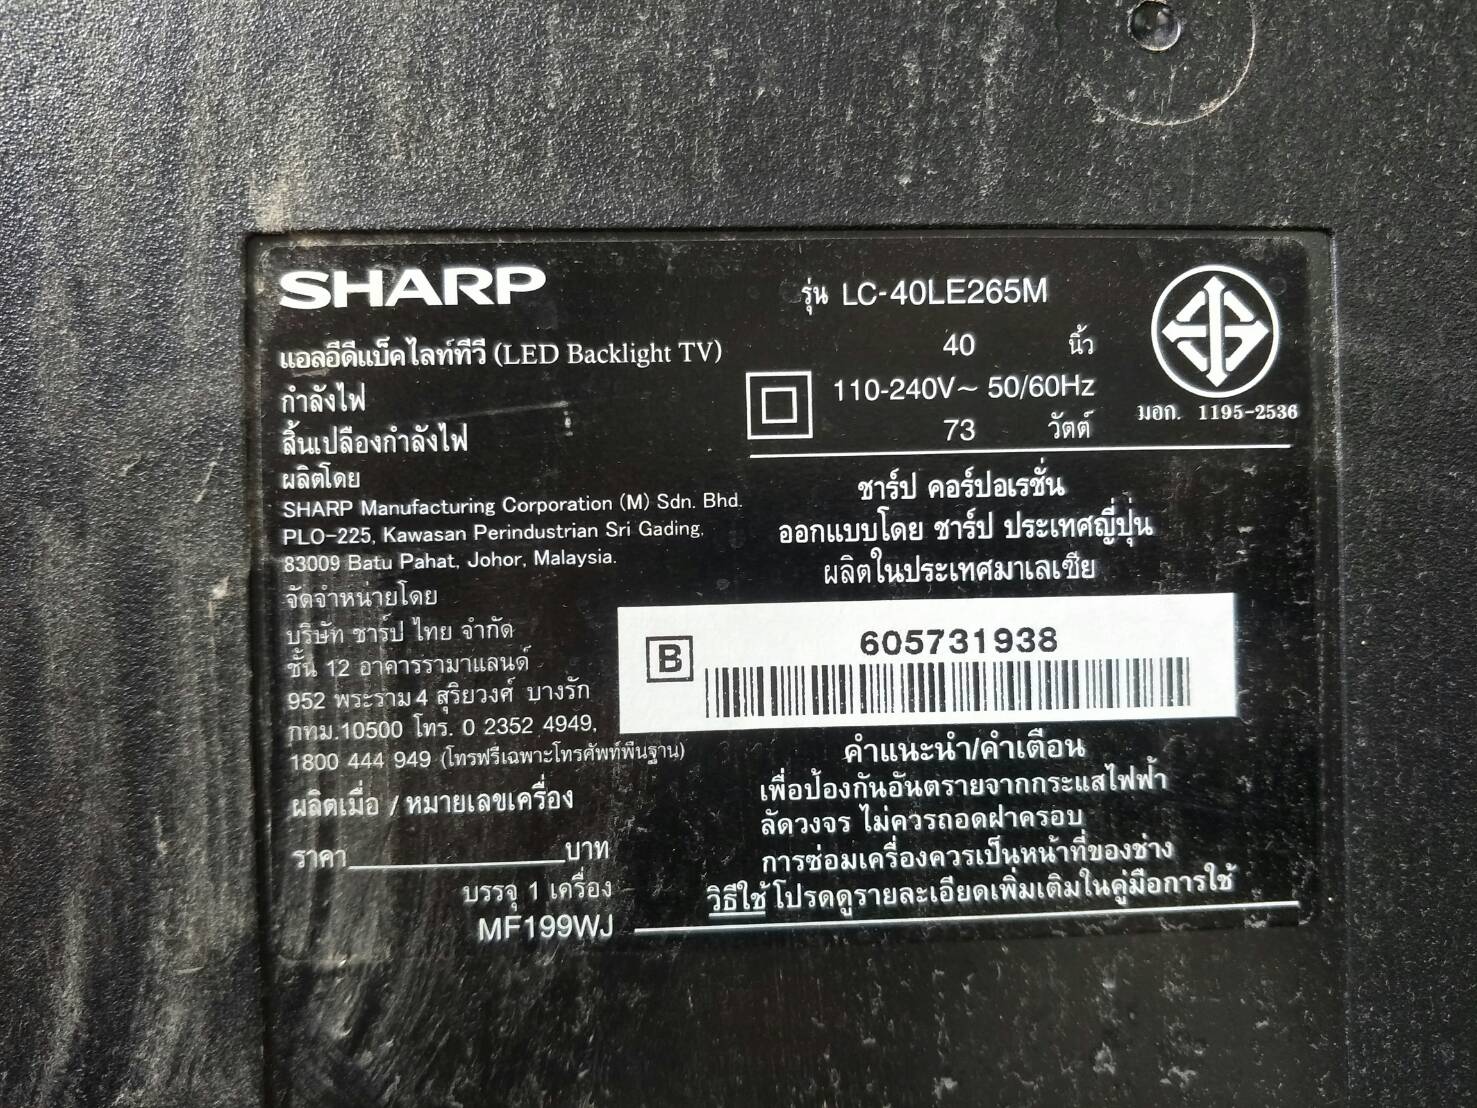 SHARP
รุ่น LC-40LE265M
แอลอีดีแบ็คไลท์ทีวี (LED Backlight TV)
40 นิ้ว
กำลังไฟ
110-240V~ 50/60Hz
สิ้นเปลืองกำลังไฟ
73 วัตต์
มอก. 1195-2536
ผลิตโดย
SHARP Manufacturing Corporation (M) Sdn. Bhd.
PLO-225, Kawasan Perindustrian Sri Gading,
83009 Batu Pahat, Johor, Malaysia.
จัดจำหน่ายโดย
บริษัท ชาร์ป ไทย จำกัด
ชั้น 12 อาคารรามาแลนด์
952 พระราม 4 สุริยวงศ์ บางรัก
กทม.10500 โทร. 0 2352 4949,
1800 444 949 (โทรฟรีเฉพาะโทรศัพท์พื้นฐาน)
ผลิตเมื่อ / หมายเลขเครื่อง
ราคา บาท
บรรจุ 1 เครื่อง
MF199WJ
ชาร์ป คอร์ปอเรชั่น
ออกแบบโดย ชาร์ป ประเทศญี่ปุ่น
ผลิตในประเทศมาเลเซีย
B 605731938
คำแนะนำ/คำเตือน
เพื่อป้องกันอันตรายจากกระแสไฟฟ้า
ลัดวงจร ไม่ควรถอดฝาครอบ
การซ่อมเครื่องควรเป็นหน้าที่ของช่าง
วิธีใช้ โปรดดูรายละเอียดเพิ่มเติมในคู่มือการใช้